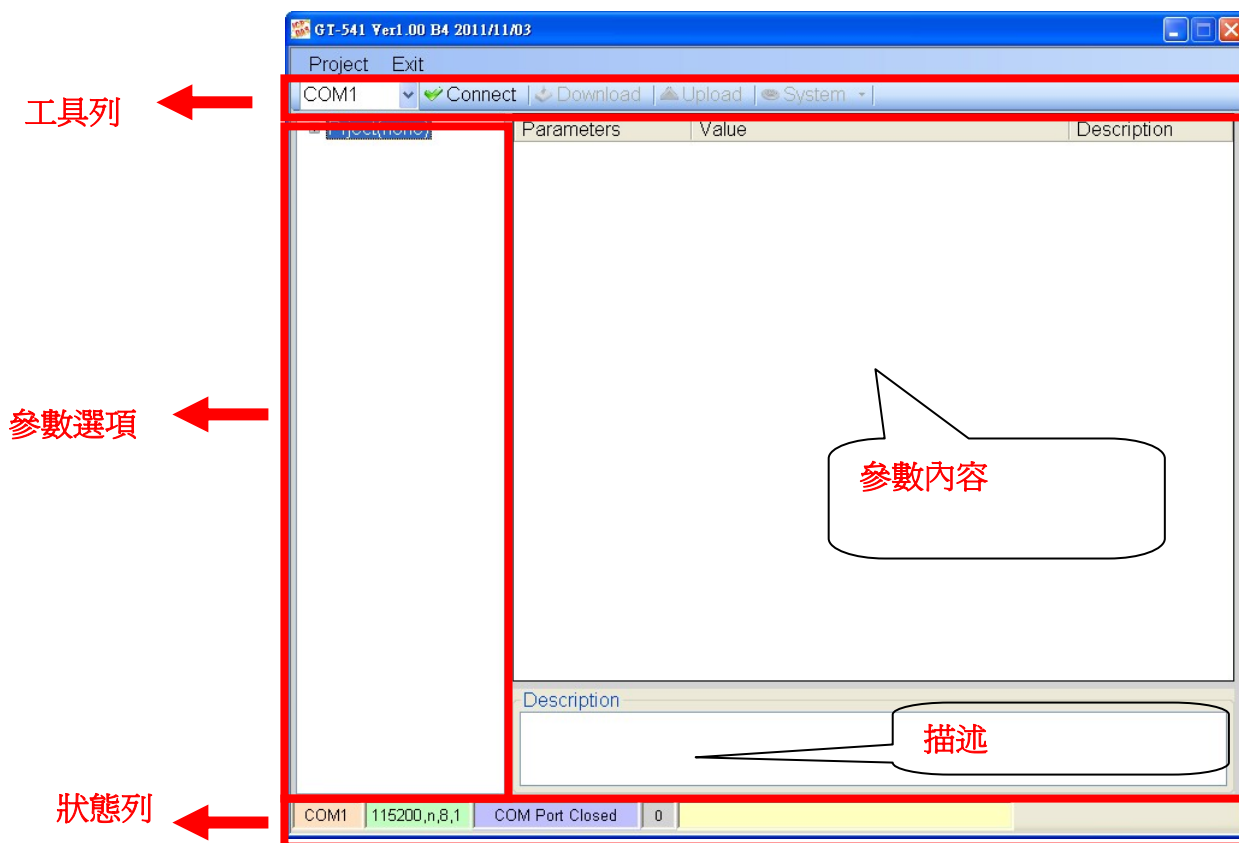 GT-541 Ver1.00 B4 2011/11/03
Project Exit
工具列
COM1 Connect Download Upload System
Prject(none)
Parameters Value Description
參數選項
參數內容
Description
描述
狀態列
COM1 115200,n,8,1 COM Port Closed 0